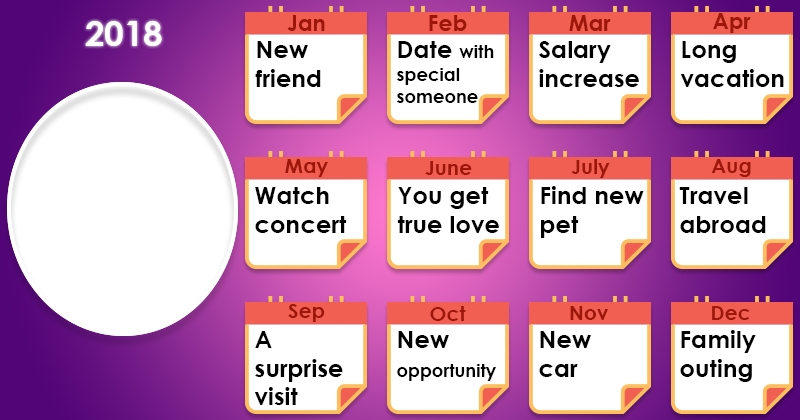 2018
Jan
New
friend
Feb
Date with
special
someone
Mar
Salary
increase
Apr
Long
vacation
May
Watch
concert
June
You get
true love
July
Find new
pet
Aug
Travel
abroad
Sep
A
surprise
visit
Oct
New
opportunity
Nov
New
car
Dec
Family
outing